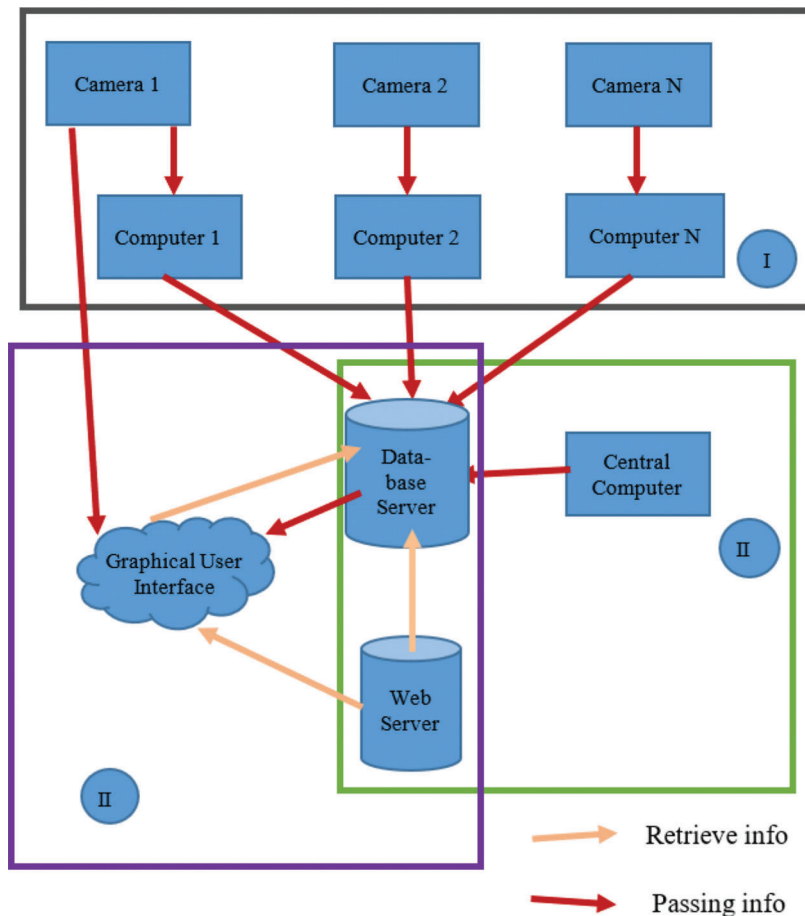 Camera 1
Camera 2
Camera N
Computer 1
Computer 2
Computer N
I
Data-
base
Server
Central
Computer
Graphical User
Interface
II
Web
Server
II
Retrieve info
Passing info